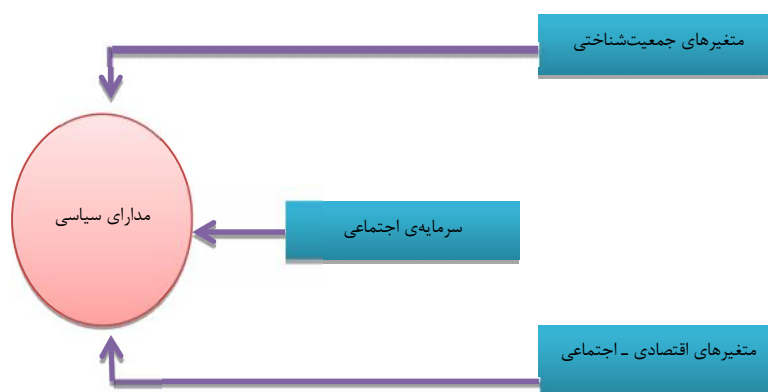 متغیرهای جمعیت‌شناختی
مدارای سیاسی
سرمایه‌ی اجتماعی
متغیرهای اقتصادی ـ اجتماعی